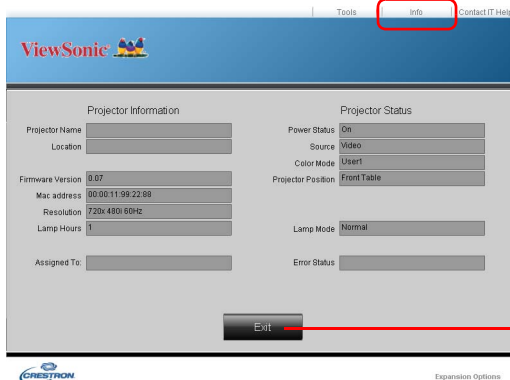 Tools Info Contact IT Help
ViewSonic
Projector Information
Projector Name
Location
Firmware Version 0.07
Mac address 00:00:11:99:22:88
Resolution 720x 480i 60Hz
Lamp Hours 1
Assigned To:
Projector Status
Power Status On
Source Video
Color Mode User1
Projector Position Front Table
Lamp Mode Normal
Error Status
Exit
CRESTRON
Expansion Options